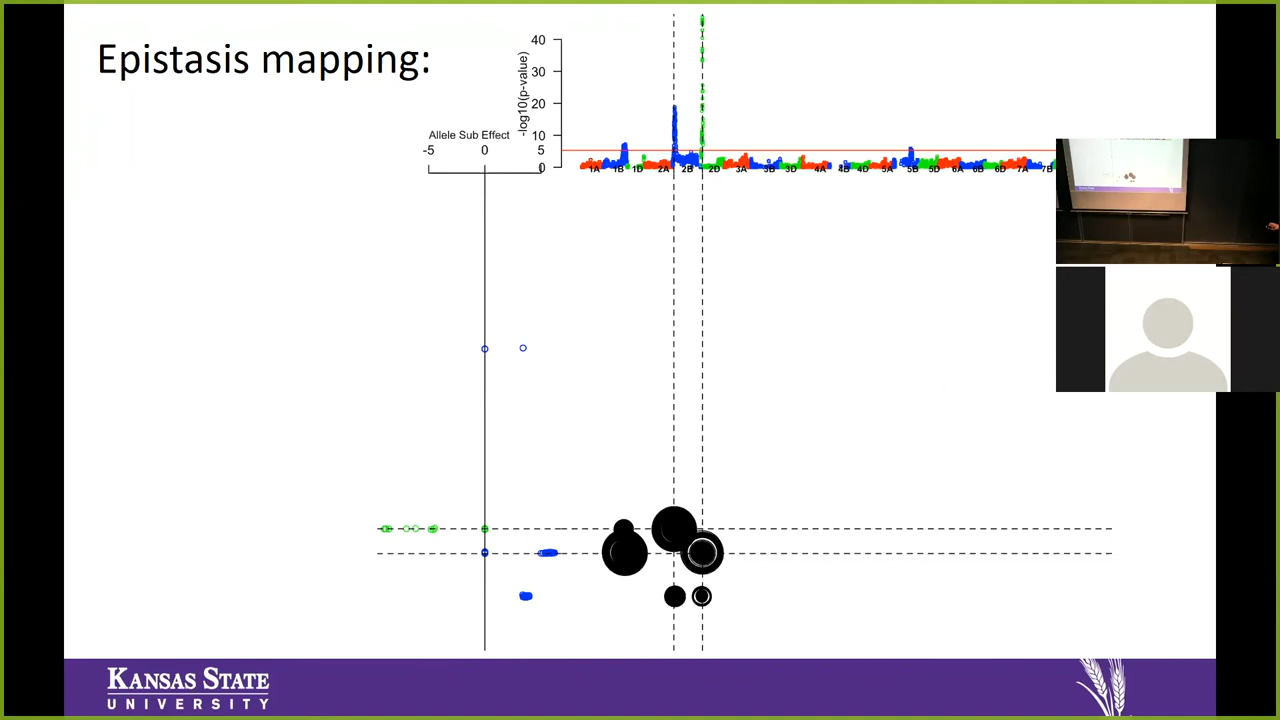 Epistasis mapping:
-log10(p-value)
40
30
20
10
5
0
Allele Sub Effect
-5 0
1A 1B 1D 2A 2B 2D 3A 3B 3D 4A 4B 4D 5A 5B 5D 6A 6B 6D 7A 7B
KANSAS STATE
UNIVERSITY